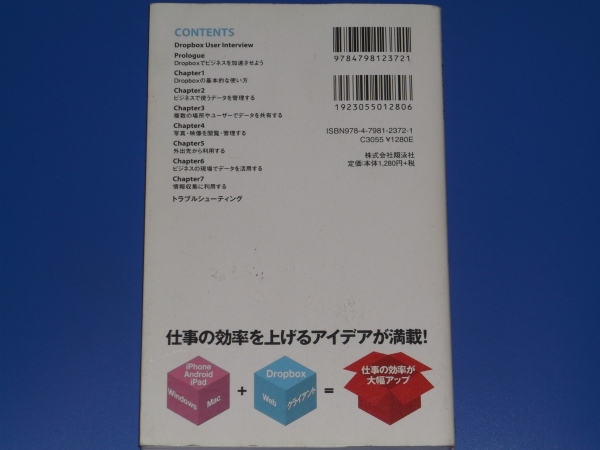 CONTENTS
Dropbox User Interview
Prologue
Dropboxでビジネスを加速させよう
Chapter1
Dropboxの基本的な使い方
Chapter2
ビジネスで使うデータを管理する
Chapter3
複数の場所やユーザーでデータを共有する
Chapter4
写真・映像を閲覧・管理する
Chapter5
外出先から利用する
Chapter6
ビジネスの現場でデータを活用する
Chapter7
情報収集に利用する
トラブルシューティング
9784798123721
1923055012806
ISBN978-4-7981-2372-1
C3055 ¥1280E
株式会社翔泳社
定価:本体1,280円+税
仕事の効率を上げるアイデアが満載!
iPhone
Android
iPad
Windows
Mac
+
Dropbox
Web
クライアント
=
仕事の効率が
大幅アップ